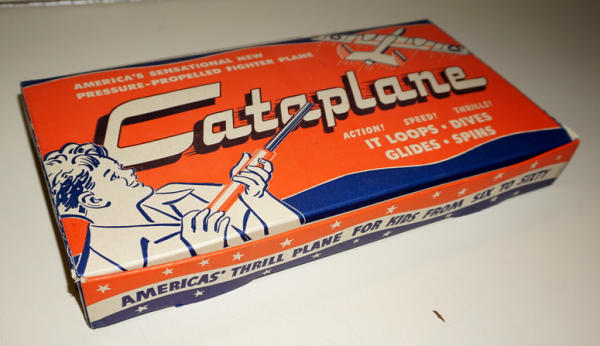 AMERICA'S SENSATIONAL NEW
PRESSURE-PROPELLED FIGHTER PLANE
Cataplane
ACTION! SPEED! THRILLS!
IT LOOPS • DIVES
GLIDES • SPINS
AMERICAS' THRILL PLANE FOR KIDS FROM SIX TO SIXTY